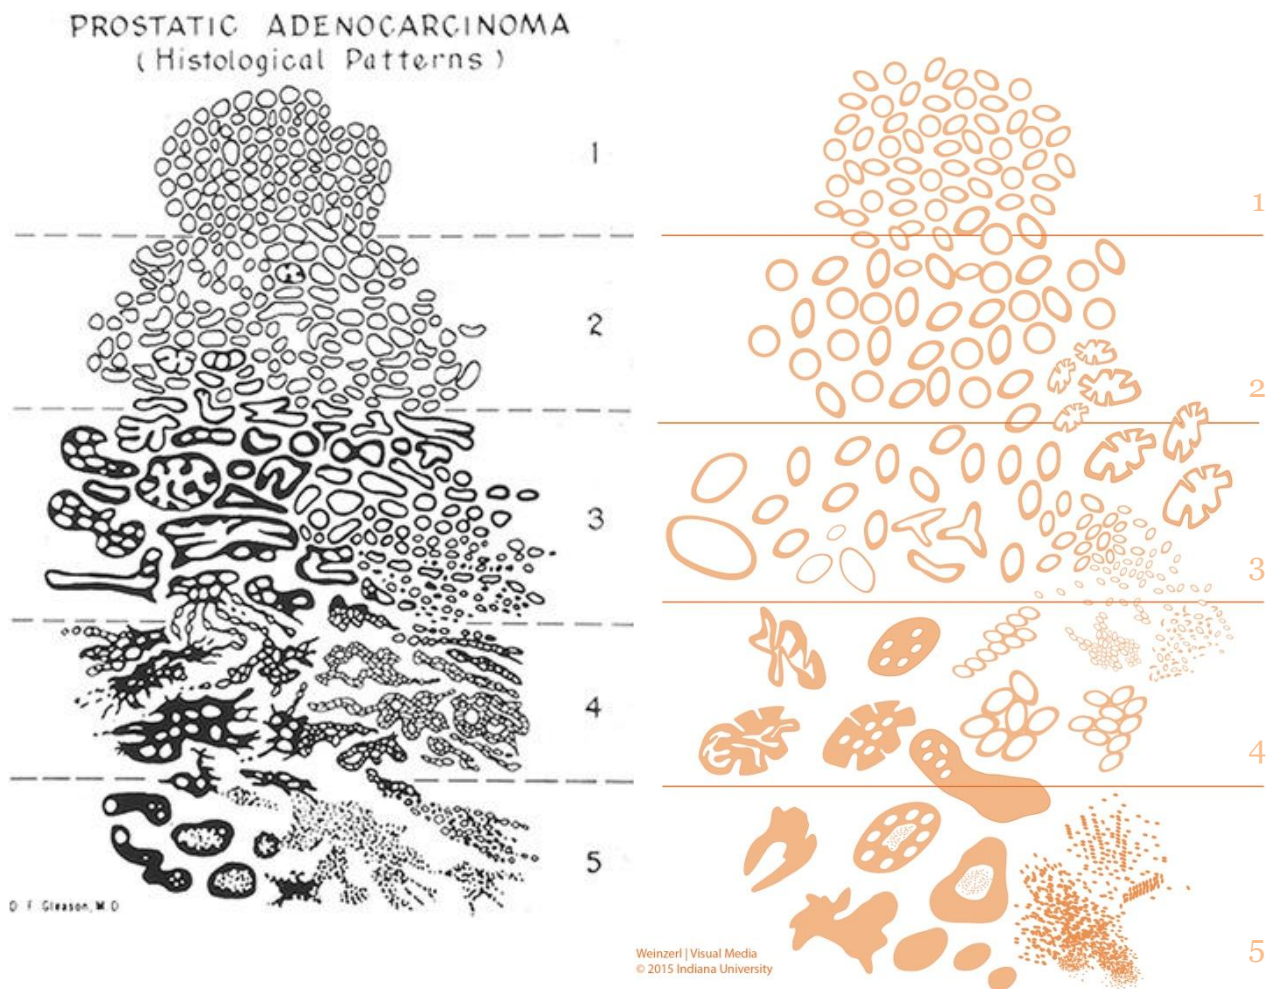 PROSTATIC ADENOCARCINOMA
(Histological Patterns)
1
2
3
4
5
D. F. Gleason, M.D
1
2
3
4
5
Weinzerl | Visual Media
© 2015 Indiana University